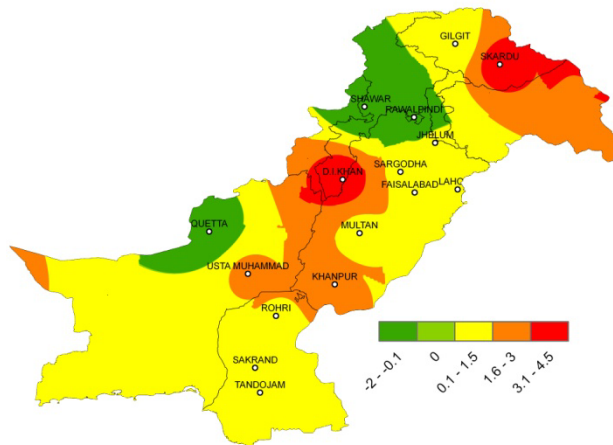 GILGIT
SKARDU
SHAWAR
RAWALPINDI
JHELUM
SARGODHA
D.I.KHAN
FAISALABAD
LAHO
QUETTA
MULTAN
USTA MUHAMMAD
KHANPUR
ROHRI
SAKRAND
TANDOJAM
-2 - -0.1
0
0.1 - 1.5
1.6 - 3
3.1 - 4.5